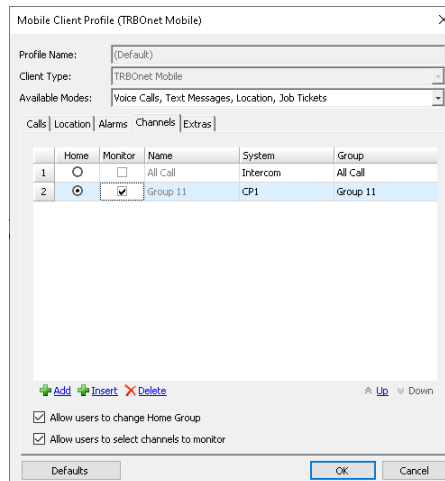 Mobile Client Profile (TRBOnet Mobile)
Profile Name: (Default)
Client Type: TRBOnet Mobile
Available Modes: Voice Calls, Text Messages, Location, Job Tickets
Calls Location Alarms Channels Extras
Home Monitor Name System Group
1 All Call Intercom All Call
2 Group 11 CP1 Group 11
Add Insert Delete Up Down
Allow users to change Home Group
Allow users to select channels to monitor
Defaults OK Cancel